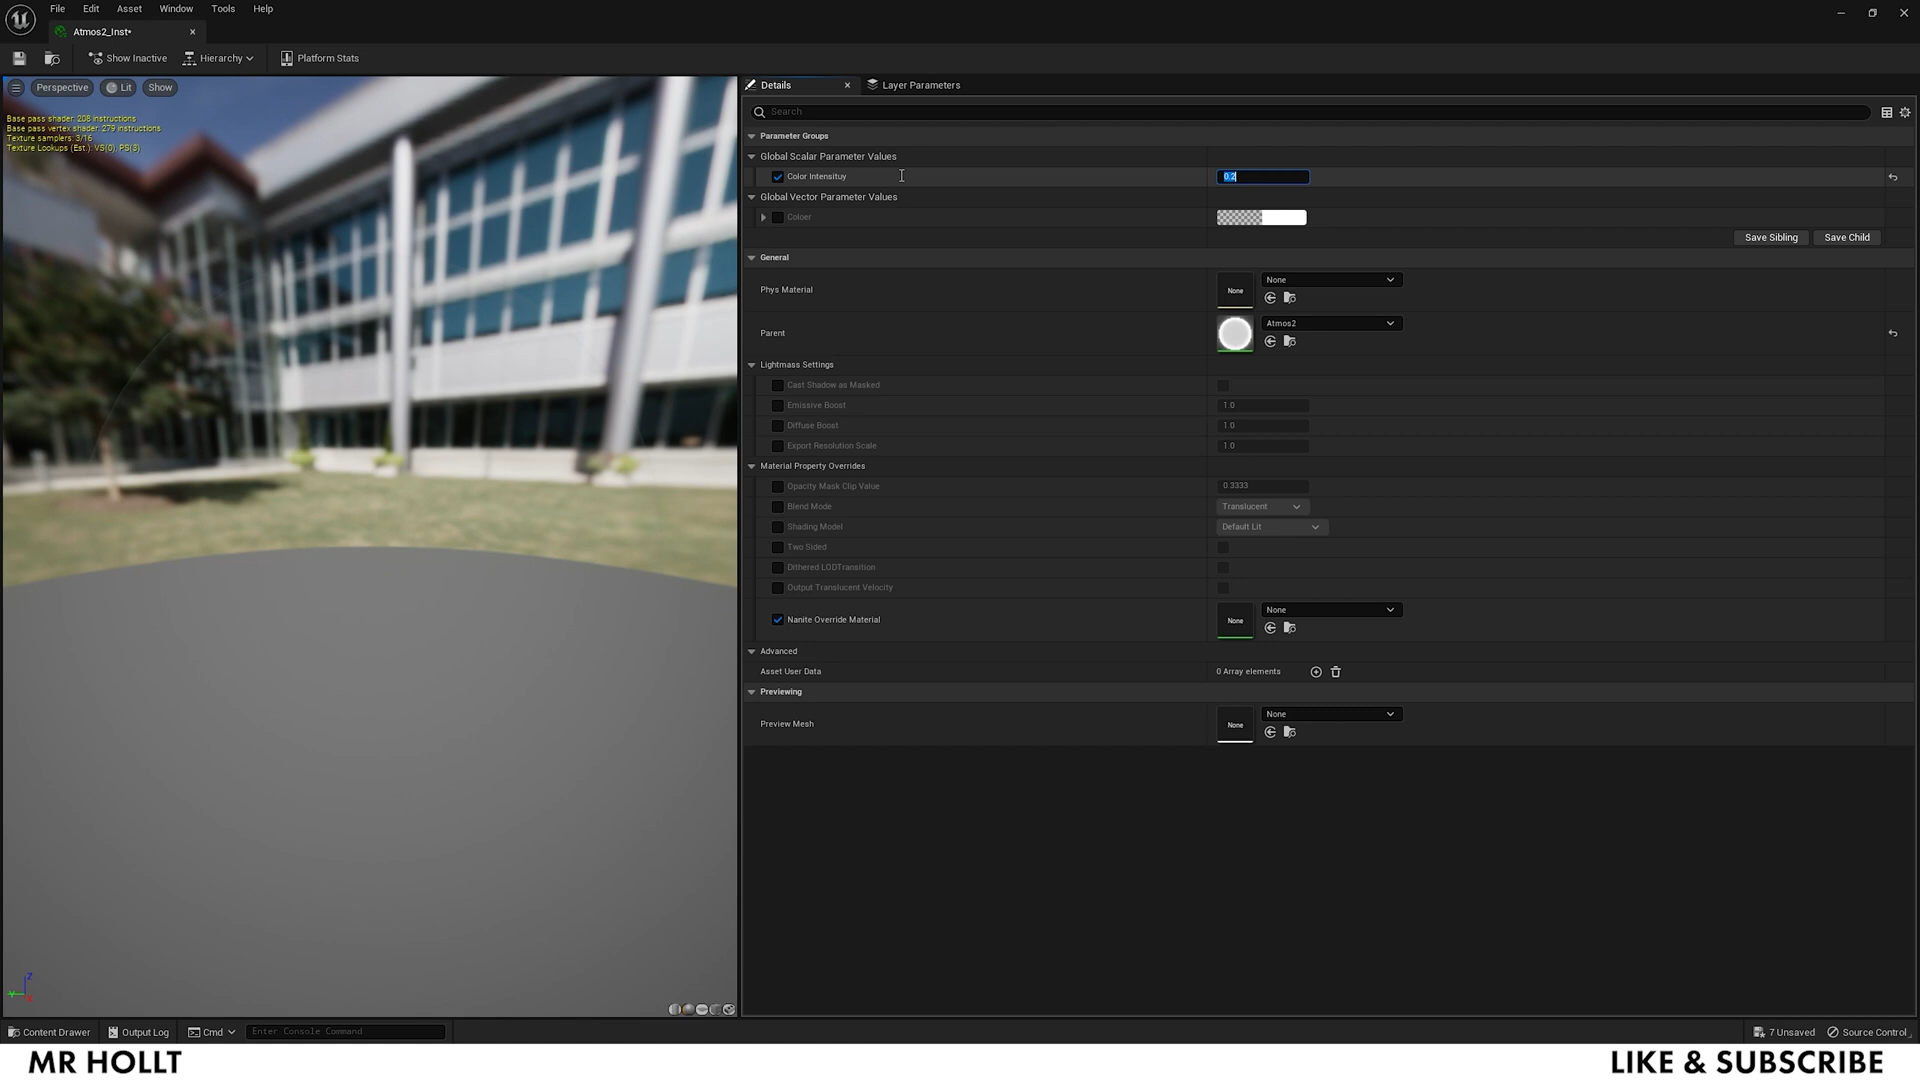 File Edit Asset Window Tools Help
Atmos2_Inst•
Show Inactive Hierarchy Platform Stats
Perspective Lit Show
Base pass shader: 208 instructions
Base pass vertex shader: 279 instructions
Texture samplers: 3/16
Texture Lookups (Est.): VS(0), PS(3)
Z
Y
X
Details Layer Parameters
Search
Parameter Groups
Global Scalar Parameter Values
Color Intensituy 0.2
Global Vector Parameter Values
Coloer
Save Sibling Save Child
General
Phys Material None None
Parent Atmos2
Lightmass Settings
Cast Shadow as Masked
Emissive Boost 1.0
Diffuse Boost 1.0
Export Resolution Scale 1.0
Material Property Overrides
Opacity Mask Clip Value 0.3333
Blend Mode Translucent
Shading Model Default Lit
Two Sided
Dithered LODTransition
Output Translucent Velocity
Nanite Override Material None None
Advanced
Asset User Data 0 Array elements
Previewing
Preview Mesh None None
Content Drawer Output Log Cmd Enter Console Command 7 Unsaved Source Control
MR HOLLT LIKE & SUBSCRIBE